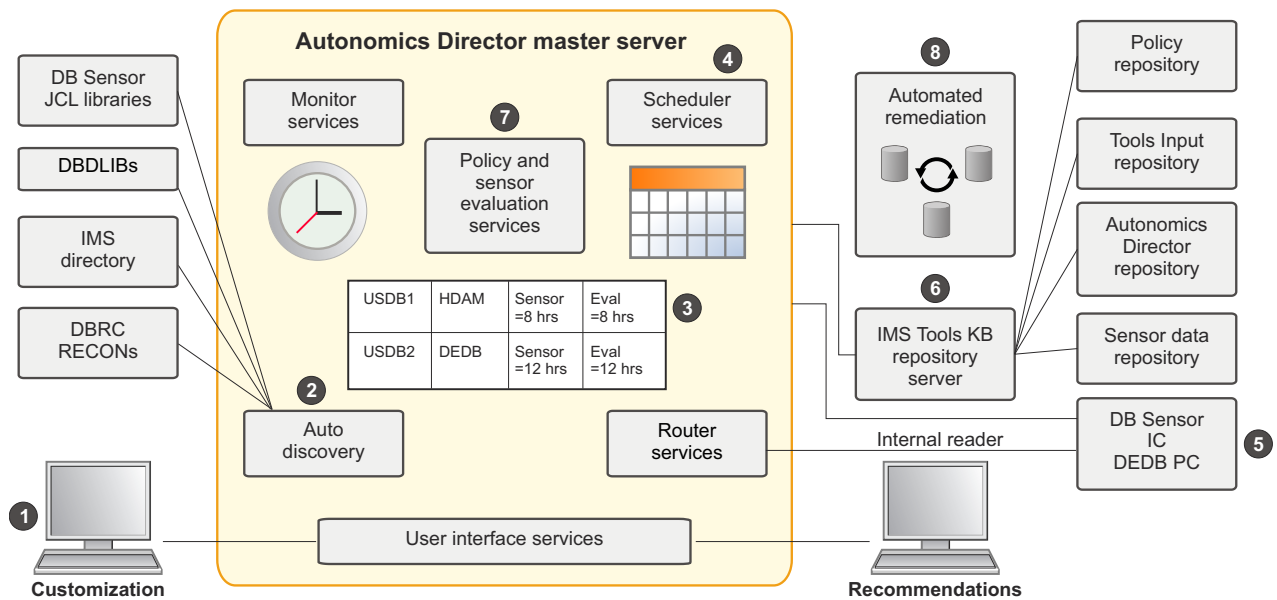 Autonomics Director master server
DB Sensor
JCL libraries
DBDLIBs
IMS
directory
DBRC
RECONs
Monitor
services
7
Policy and
sensor
evaluation
services
4
Scheduler
services
USDB1 HDAM Sensor =8 hrs Eval =8 hrs
USDB2 DEDB Sensor =12 hrs Eval =12 hrs
3
2
Auto
discovery
Router
services
Internal reader
User interface services
1
Customization
Recommendations
8
Automated
remediation
6
IMS Tools KB
repository
server
Policy
repository
Tools Input
repository
Autonomics
Director
repository
Sensor data
repository
DB Sensor
IC
DEDB PC
5